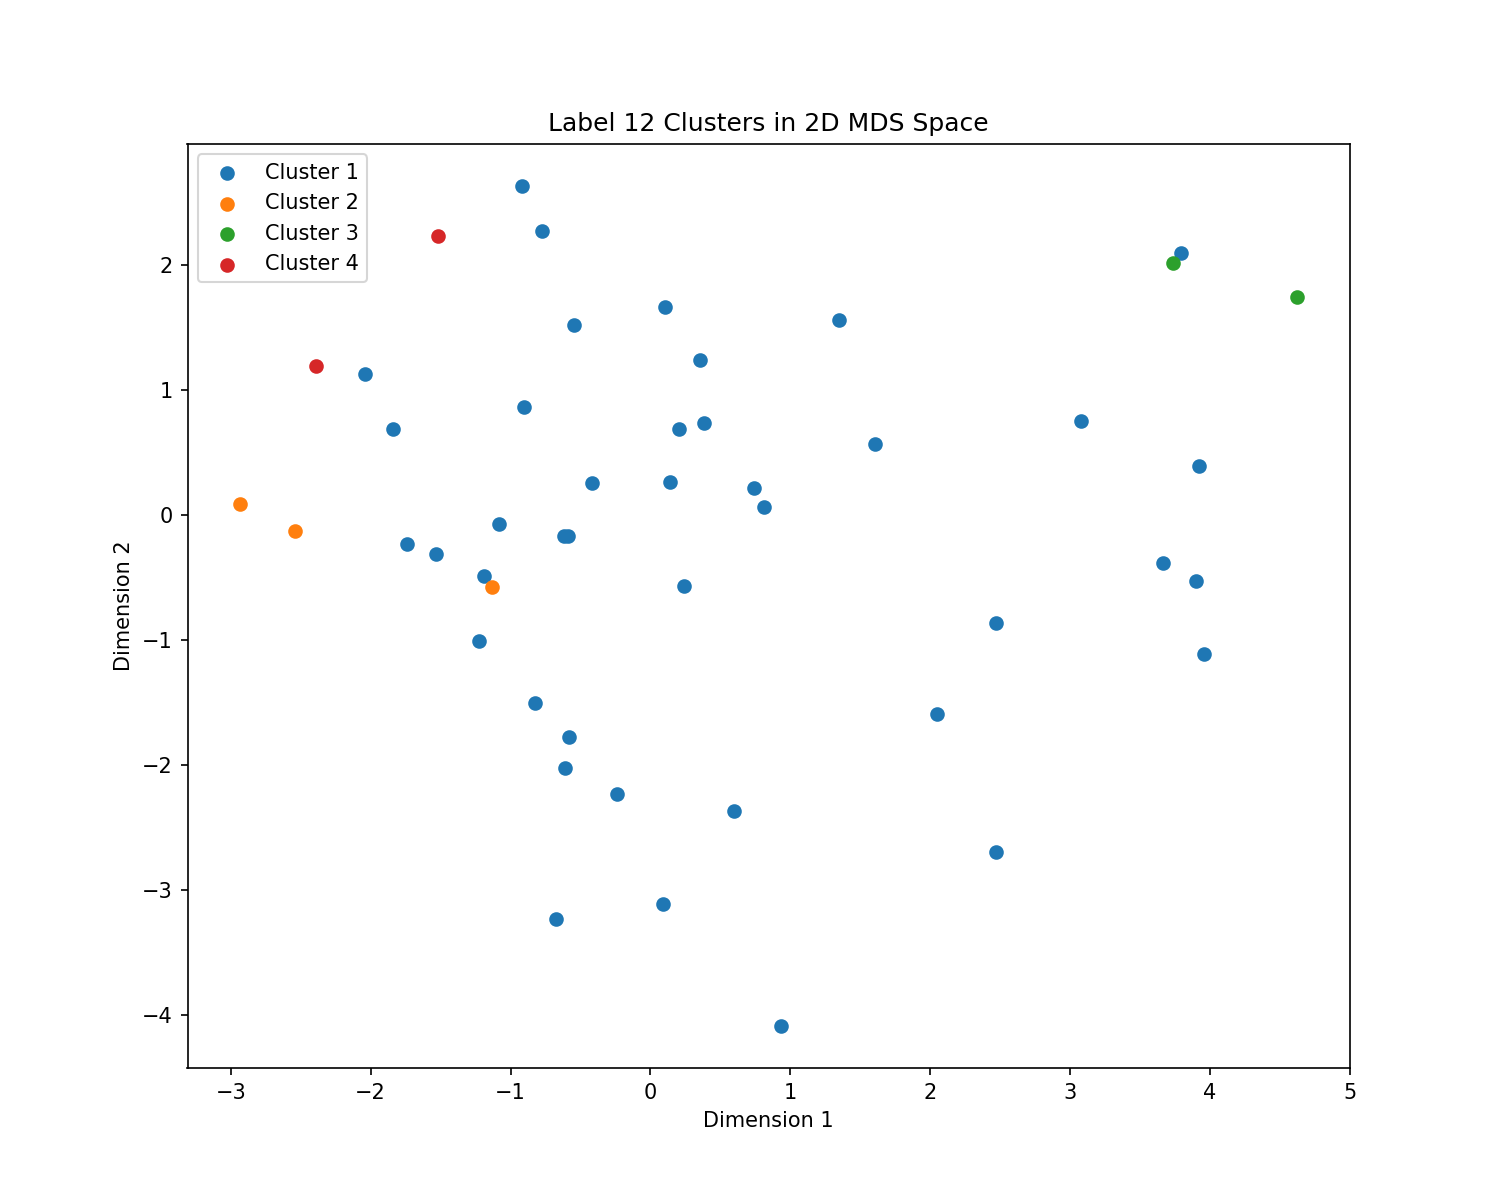 Label 12 Clusters in 2D MDS Space
Cluster 1
Cluster 2
Cluster 3
Cluster 4
2
1
0
−1
−2
−3
−4
Dimension 2
−3 −2 −1 0 1 2 3 4 5
Dimension 1